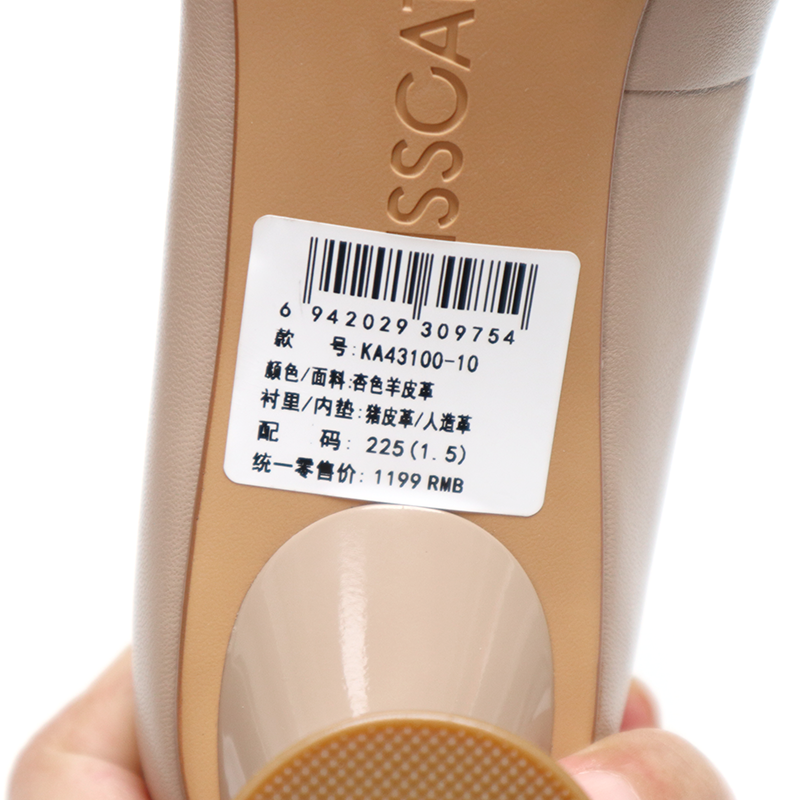 ISSCAT
6 942029 309754
款 号:KA43100-10
颜色/面料:杏色羊皮革
衬里/内垫:猪皮革/人造革
配 码: 225(1.5)
统一零售价: 1199 RMB